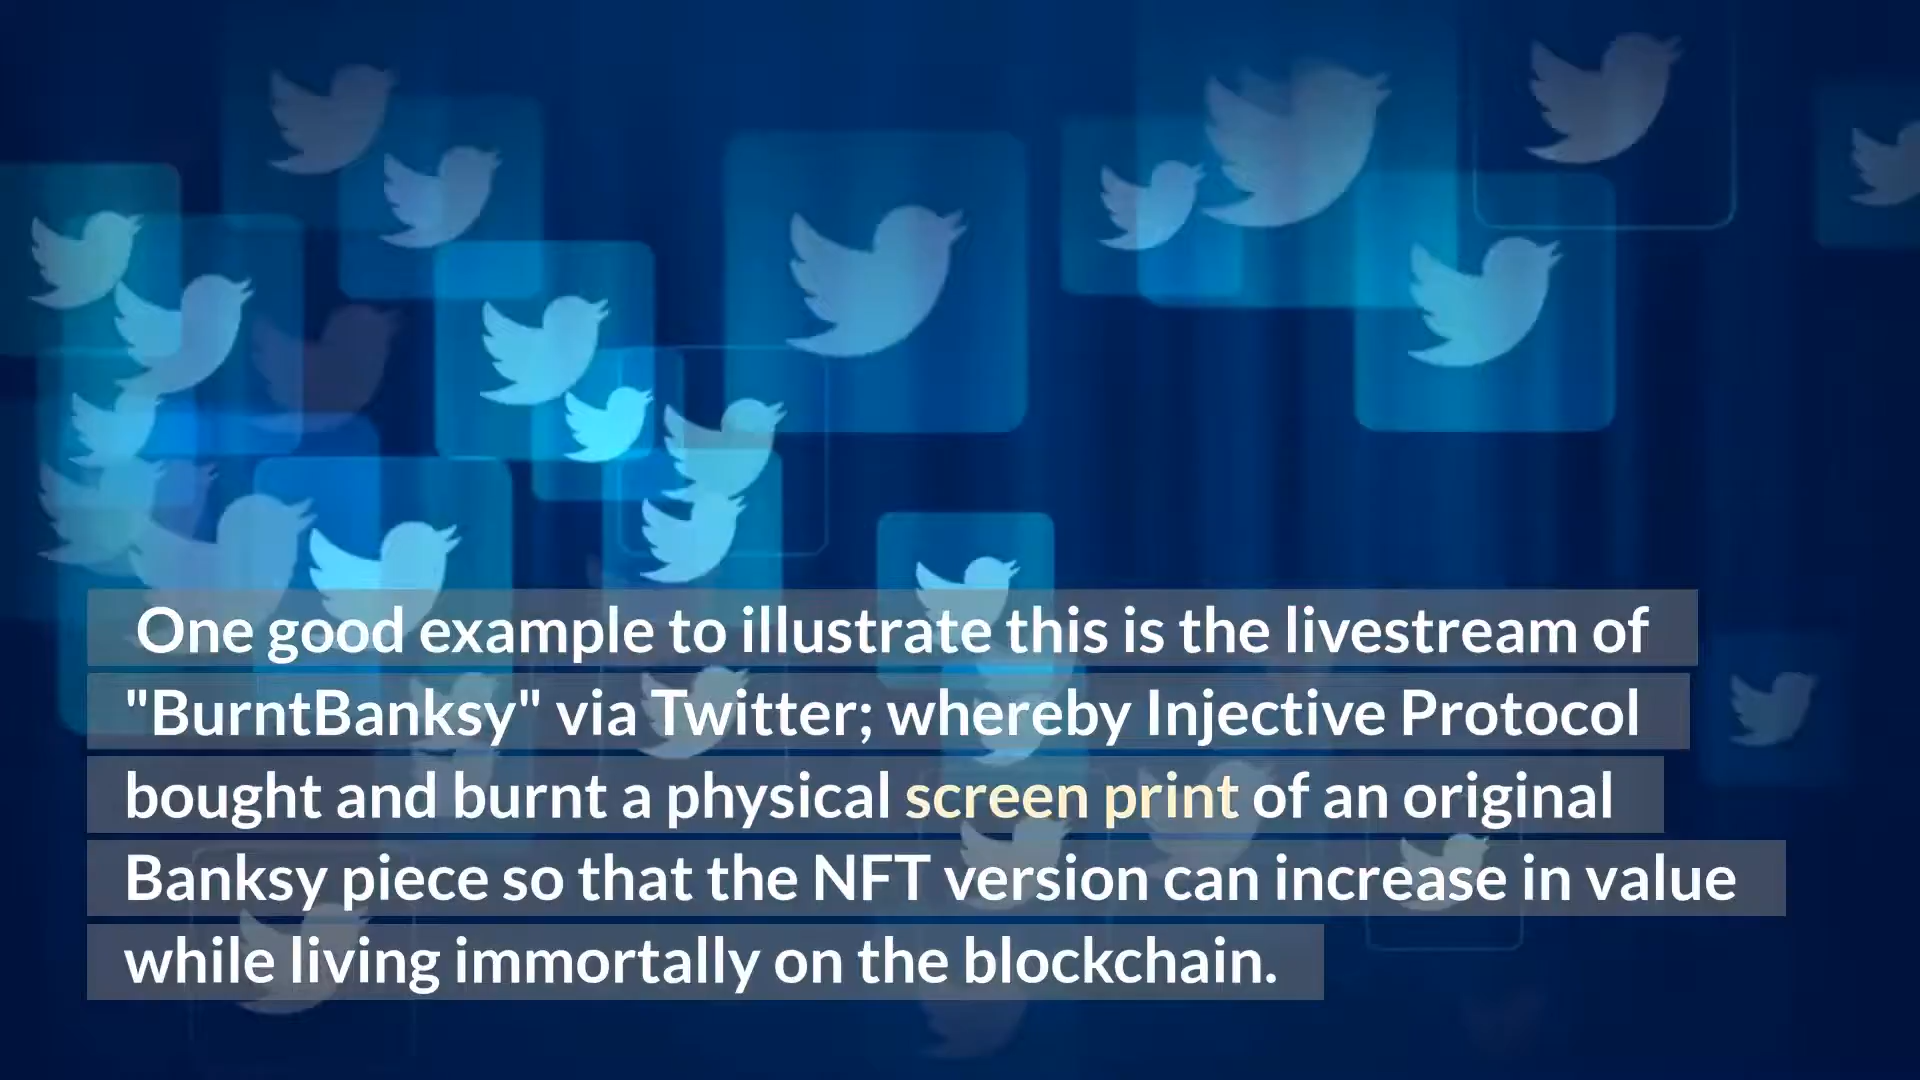 One good example to illustrate this is the livestream of
"BurntBanksy" via Twitter; whereby Injective Protocol
bought and burnt a physical screen print of an original
Banksy piece so that the NFT version can increase in value
while living immortally on the blockchain.